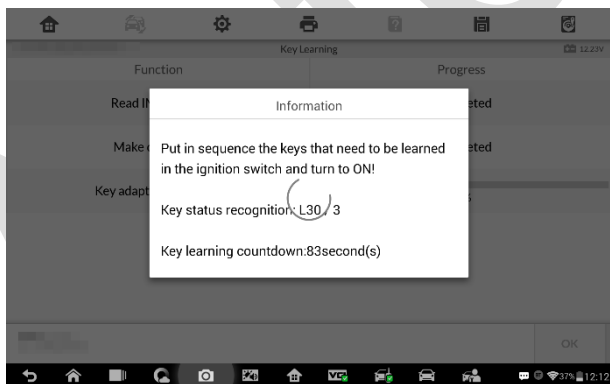 Key Learning
12.23V
Function Progress
Information
Read I eted
Put in sequence the keys that need to be learned
in the ignition switch and turn to ON!
Make eted
Key adapt
Key status recognition: L30 / 3
Key learning countdown:83second(s)
OK
37% 12:12